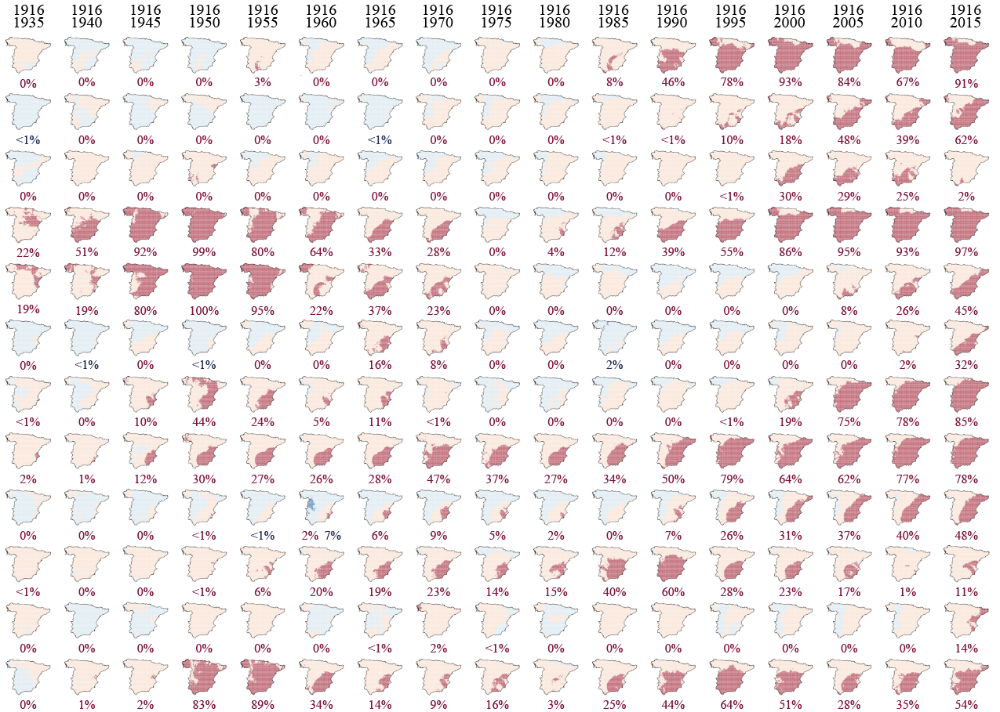 1916 1916 1916 1916 1916 1916 1916 1916 1916 1916 1916 1916 1916 1916 1916 1916 1916
1935 1940 1945 1950 1955 1960 1965 1970 1975 1980 1985 1990 1995 2000 2005 2010 2015
0% 0% 0% 0% 3% 0% 0% 0% 0% 0% 8% 46% 78% 93% 84% 67% 91%
<1% 0% 0% 0% 0% 0% <1% 0% 0% 0% <1% <1% 10% 18% 48% 39% 62%
0% 0% 0% 0% 0% 0% 0% 0% 0% 0% 0% 0% <1% 30% 29% 25% 2%
22% 51% 92% 99% 80% 64% 33% 28% 0% 4% 12% 39% 55% 86% 95% 93% 97%
19% 19% 80% 100% 95% 22% 37% 23% 0% 0% 0% 0% 0% 0% 8% 26% 45%
0% <1% 0% <1% 0% 0% 16% 8% 0% 0% 2% 0% 0% 0% 0% 2% 32%
<1% 0% 10% 44% 24% 5% 11% <1% 0% 0% 0% 0% <1% 19% 75% 78% 85%
2% 1% 12% 30% 27% 26% 28% 47% 37% 27% 34% 50% 79% 64% 62% 77% 78%
0% 0% 0% <1% <1% 2% 7% 6% 9% 5% 2% 0% 7% 26% 31% 37% 40% 48%
<1% 0% 0% <1% 6% 20% 19% 23% 14% 15% 40% 60% 28% 23% 17% 1% 11%
0% 0% 0% 0% 0% 0% <1% 2% <1% 0% 0% 0% 0% 0% 0% 0% 14%
0% 1% 2% 83% 89% 34% 14% 9% 16% 3% 25% 44% 64% 51% 28% 35% 54%